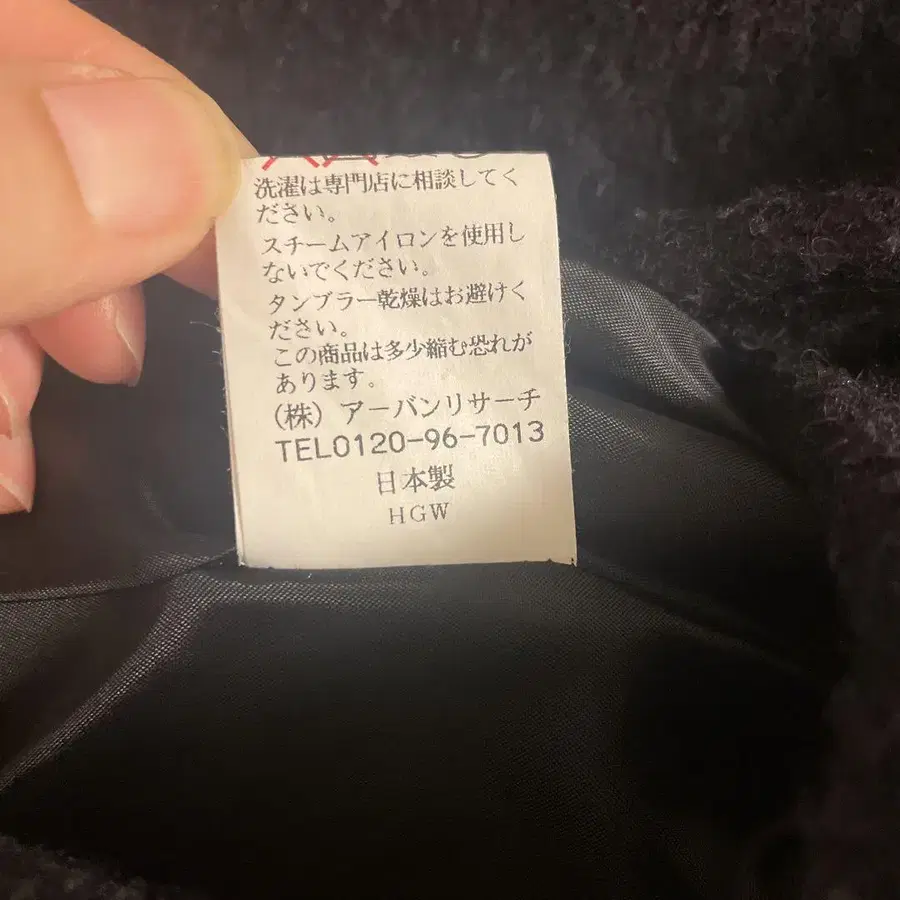 洗濯は専門店に相談してく
ださい。
スチームアイロンを使用し
ないでください。
タンブラー乾燥はお避けく
ださい。
この商品は多少縮む恐れが
あります。
(株) アーバンリサーチ
TEL0120-96-7013
日本製
HGW